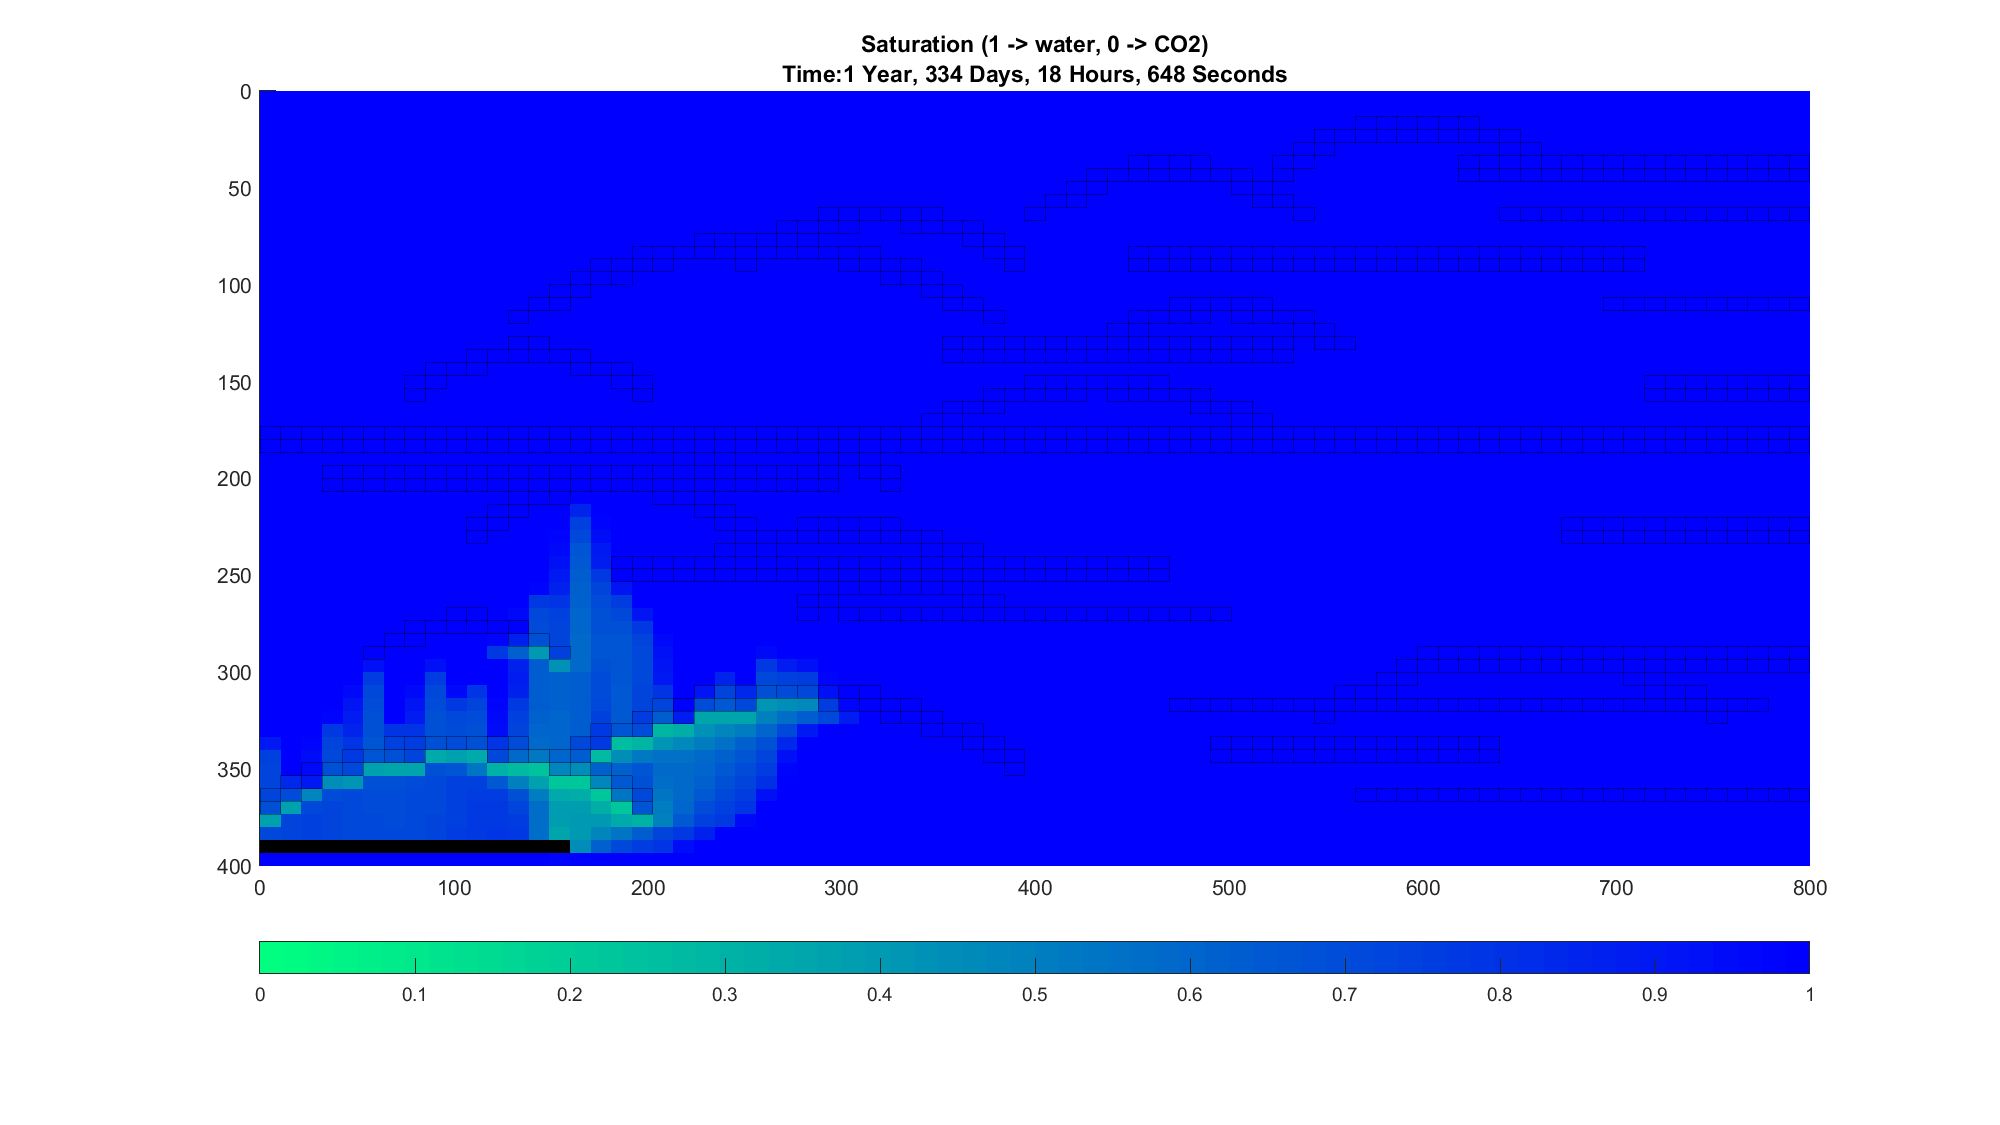 Saturation (1 -> water, 0 -> CO2)
Time:1 Year, 334 Days, 18 Hours, 648 Seconds
0
50
100
150
200
250
300
350
400
0 100 200 300 400 500 600 700 800
0 0.1 0.2 0.3 0.4 0.5 0.6 0.7 0.8 0.9 1